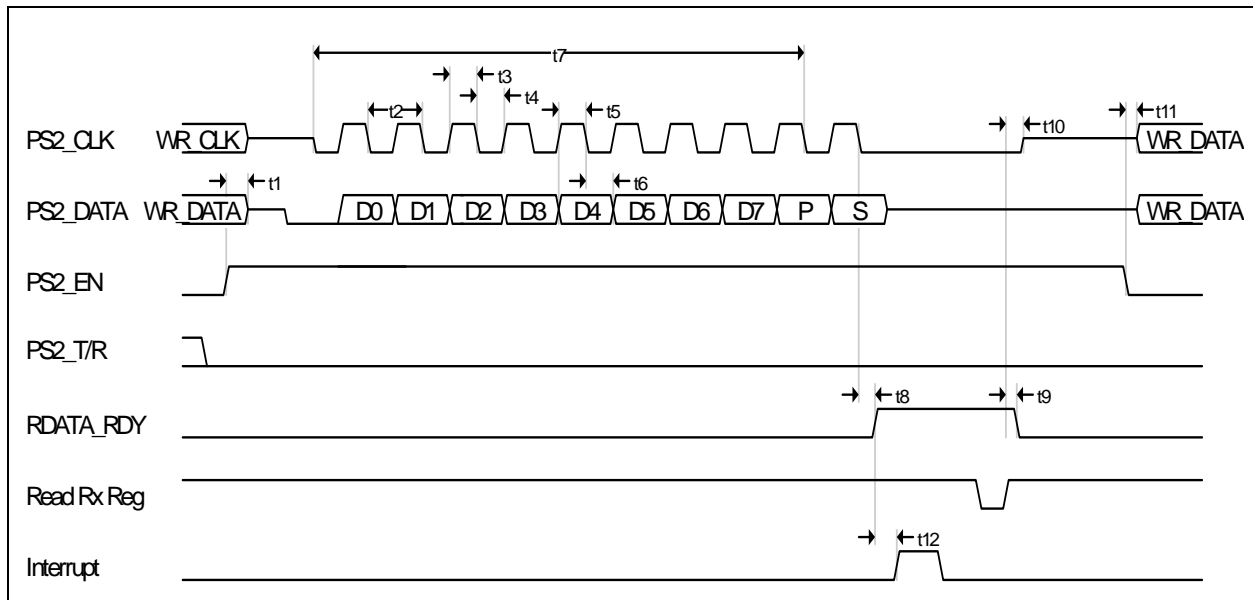 t7
t3
t4
t2
t5
PS2_CLK
WR_CLK
t10
t11
WR_DATA
t1
t6
PS2_DATA
WR_DATA
D0
D1
D2
D3
D4
D5
D6
D7
P
S
WR_DATA
PS2_EN
PS2_T/R
t8
t9
RDATA_RDY
Read Rx Reg
t12
Interrupt